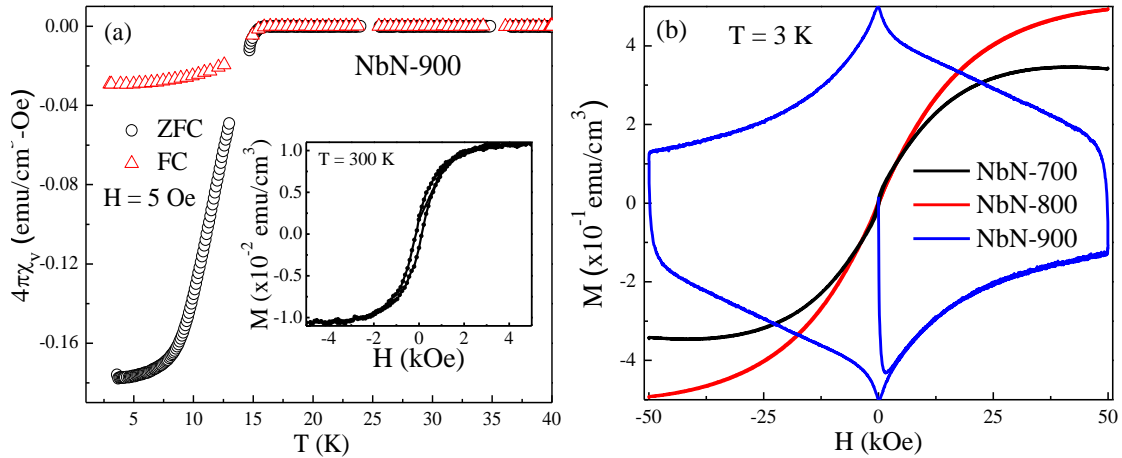 (a)
NbN-900
0.00
-0.04
-0.08
-0.12
-0.16
4πχv (emu/cm³-Oe)
ZFC
FC
H = 5 Oe
5 10 15 20 25 30 35 40
T (K)
T = 300 K
1.0
0.5
0.0
-0.5
-1.0
M (x10⁻² emu/cm³)
-4 -2 0 2 4
H (kOe)
(b)
T = 3 K
4
2
0
-2
-4
M (x10⁻¹ emu/cm³)
NbN-700
NbN-800
NbN-900
-50 -25 0 25 50
H (kOe)